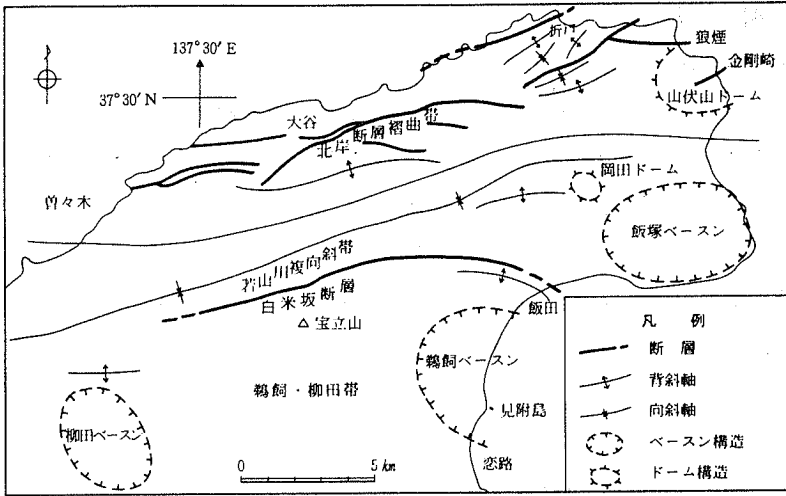 137°30′E
37°30′N
折戸
狼煙
金剛崎
山伏山ドーム
大谷
北岸断層褶曲帯
曽々木
岡田ドーム
飯塚ベースン
若山川複向斜帯
白米坂断層
宝立山
飯田
鵜飼ベースン
鵜飼・柳田帯
見附島
柳田ベースン
恋路
0 5 km
凡例
断層
背斜軸
向斜軸
ベースン構造
ドーム構造